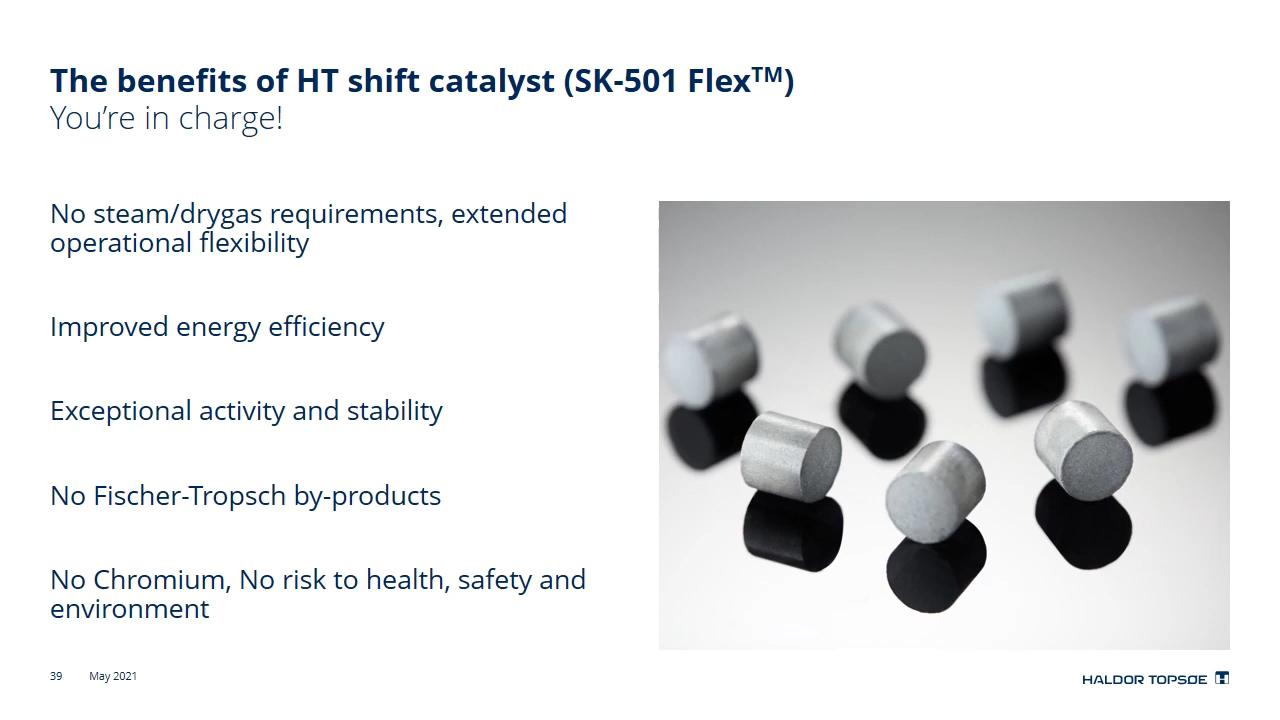 The benefits of HT shift catalyst (SK-501 Flex™)
You’re in charge!
No steam/drygas requirements, extended
operational flexibility
Improved energy efficiency
Exceptional activity and stability
No Fischer-Tropsch by-products
No Chromium, No risk to health, safety and
environment
39 May 2021
HALDOR TOPSØE